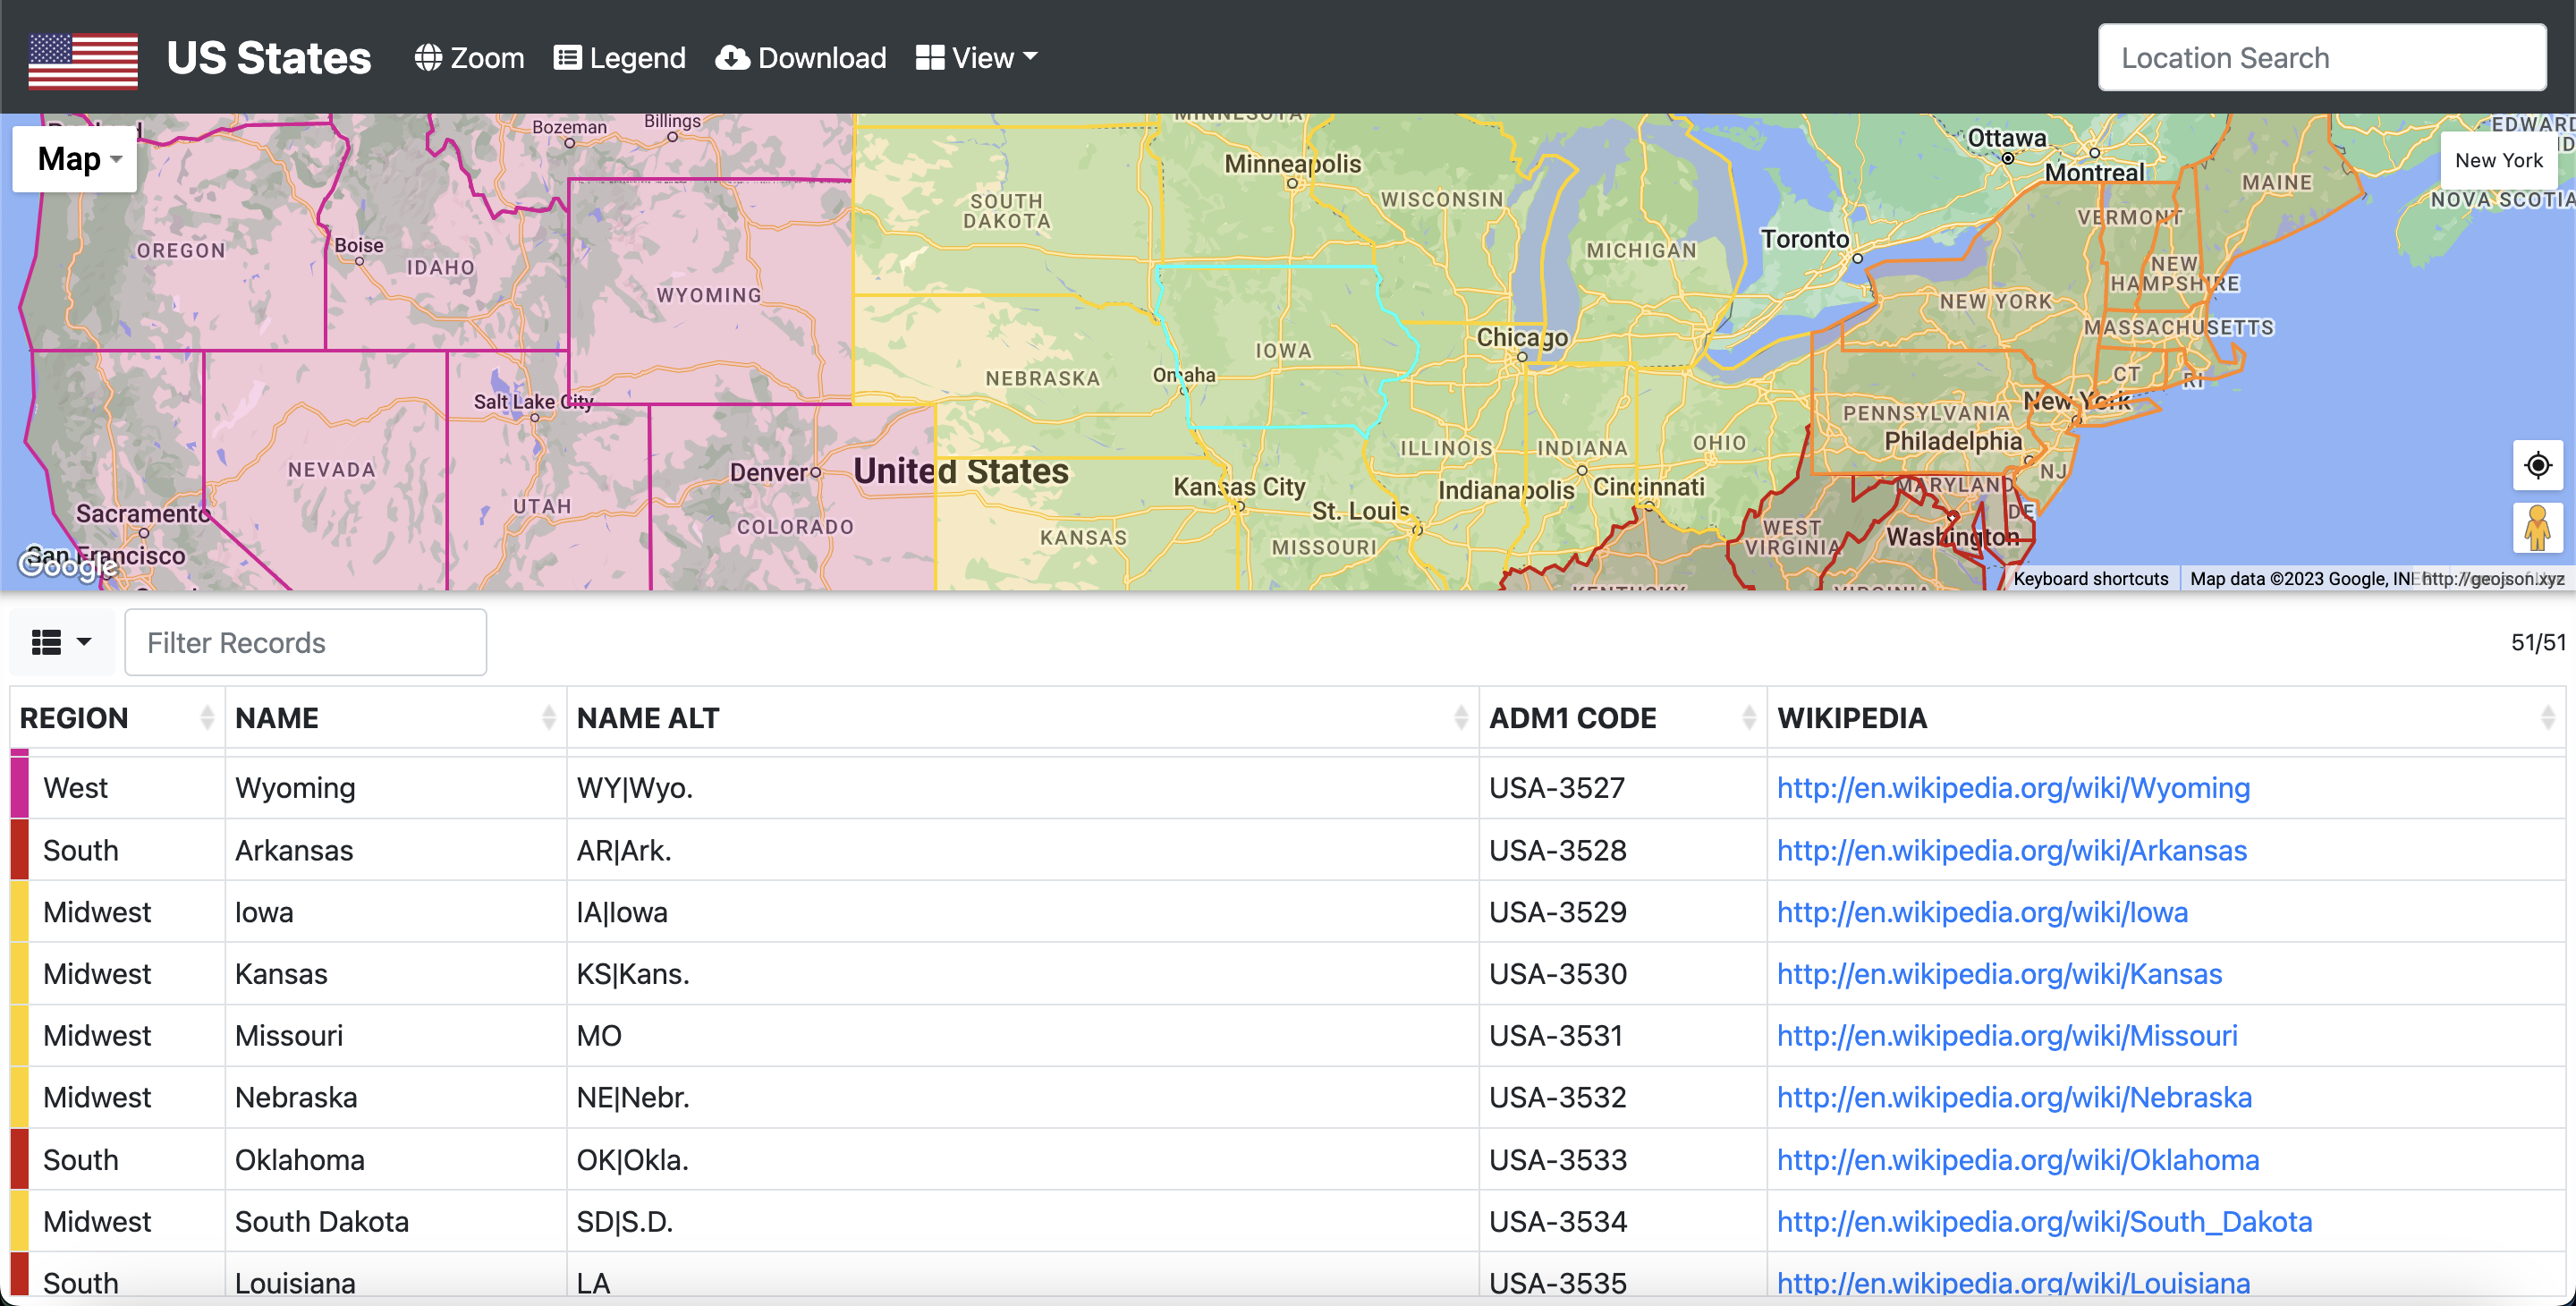 US States
Zoom
Legend
Download
View
Location Search
Map
Bozeman
Billings
MINNESOTA
Minneapolis
Ottawa
Montreal
New York
NOVA SCOTIA
OREGON
Boise
IDAHO
SOUTH
DAKOTA
WISCONSIN
VERMONT
MAINE
WYOMING
MICHIGAN
Toronto
NEW
HAMPSHIRE
NEW YORK
MASSACHUSETTS
Chicago
IOWA
Omaha
NEBRASKA
CT
RI
Salt Lake City
New York
PENNSYLVANIA
Philadelphia
NEVADA
Denver
United States
ILLINOIS
INDIANA
OHIO
NJ
UTAH
Kansas City
Indianapolis
Cincinnati
MARYLAND
Sacramento
COLORADO
St. Louis
WEST
VIRGINIA
DE
Washington
San Francisco
KANSAS
MISSOURI
Google
KENTUCKY
VIRGINIA
Keyboard shortcuts
Map data ©2023 Google, INEGI
http://geojson.xyz
Filter Records
51/51
REGION NAME NAME ALT ADM1 CODE WIKIPEDIA
West Wyoming WY|Wyo. USA-3527 http://en.wikipedia.org/wiki/Wyoming
South Arkansas AR|Ark. USA-3528 http://en.wikipedia.org/wiki/Arkansas
Midwest Iowa IA|Iowa USA-3529 http://en.wikipedia.org/wiki/Iowa
Midwest Kansas KS|Kans. USA-3530 http://en.wikipedia.org/wiki/Kansas
Midwest Missouri MO USA-3531 http://en.wikipedia.org/wiki/Missouri
Midwest Nebraska NE|Nebr. USA-3532 http://en.wikipedia.org/wiki/Nebraska
South Oklahoma OK|Okla. USA-3533 http://en.wikipedia.org/wiki/Oklahoma
Midwest South Dakota SD|S.D. USA-3534 http://en.wikipedia.org/wiki/South_Dakota
South Louisiana LA USA-3535 http://en.wikipedia.org/wiki/Louisiana